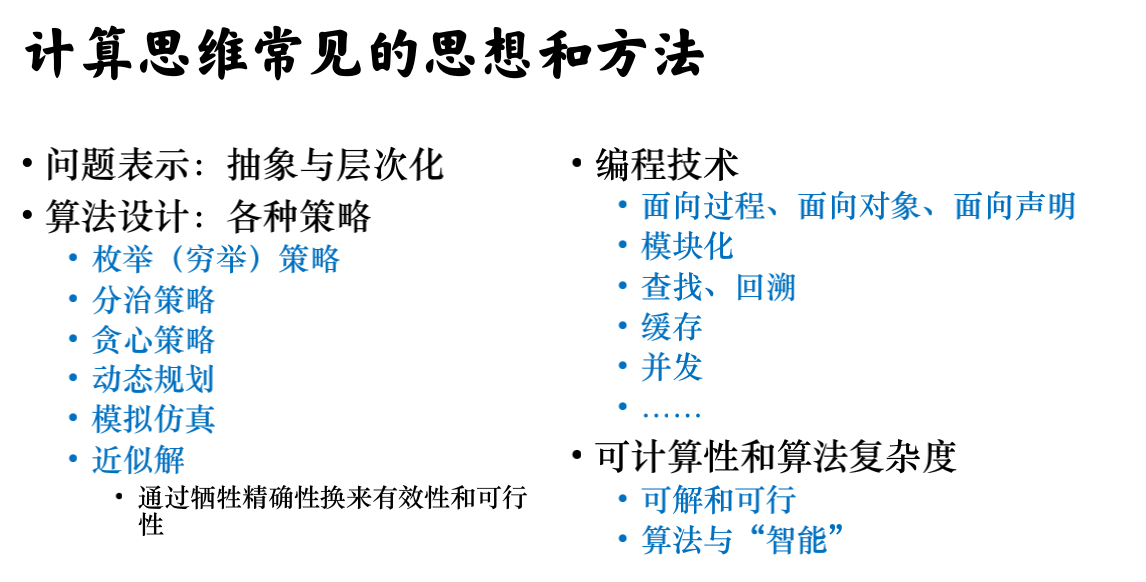 计算思维常见的思想和方法
• 问题表示：抽象与层次化
• 算法设计：各种策略
• 枚举（穷举）策略
• 分治策略
• 贪心策略
• 动态规划
• 模拟仿真
• 近似解
• 通过牺牲精确性换来有效性和可行
性
• 编程技术
• 面向过程、面向对象、面向声明
• 模块化
• 查找、回溯
• 缓存
• 并发
• ……
• 可计算性和算法复杂度
• 可解和可行
• 算法与“智能”